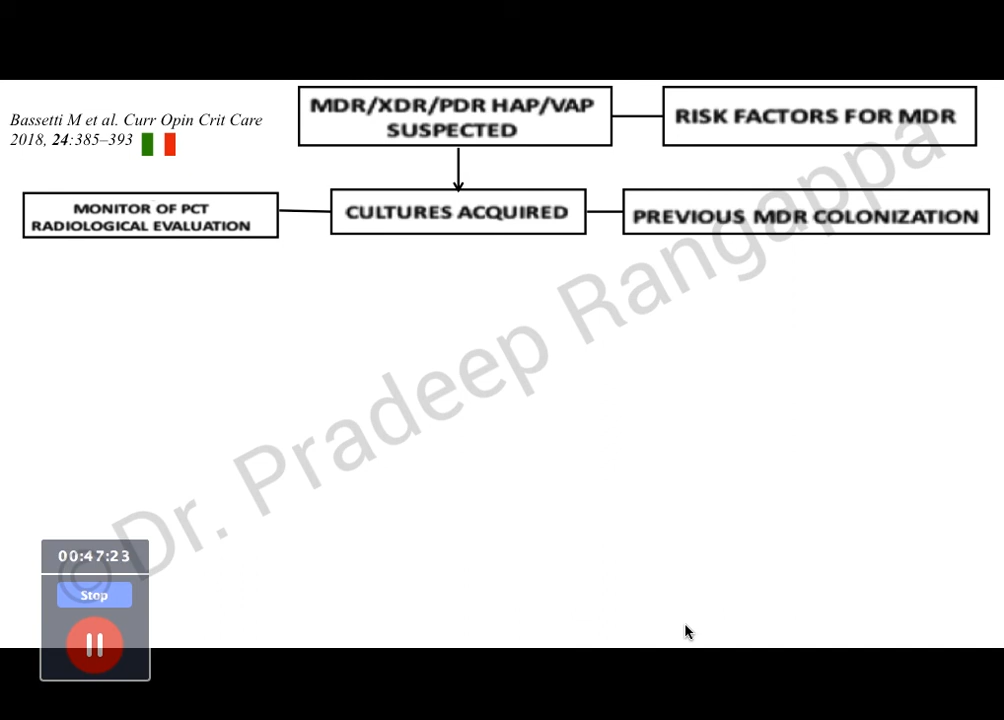 Bassetti M et al. Curr Opin Crit Care
2018, 24:385–393
MDR/XDR/PDR HAP/VAP
SUSPECTED
RISK FACTORS FOR MDR
MONITOR OF PCT
RADIOLOGICAL EVALUATION
CULTURES ACQUIRED
PREVIOUS MDR COLONIZATION
© Dr. Pradeep Rangappa
00:47:23
Stop